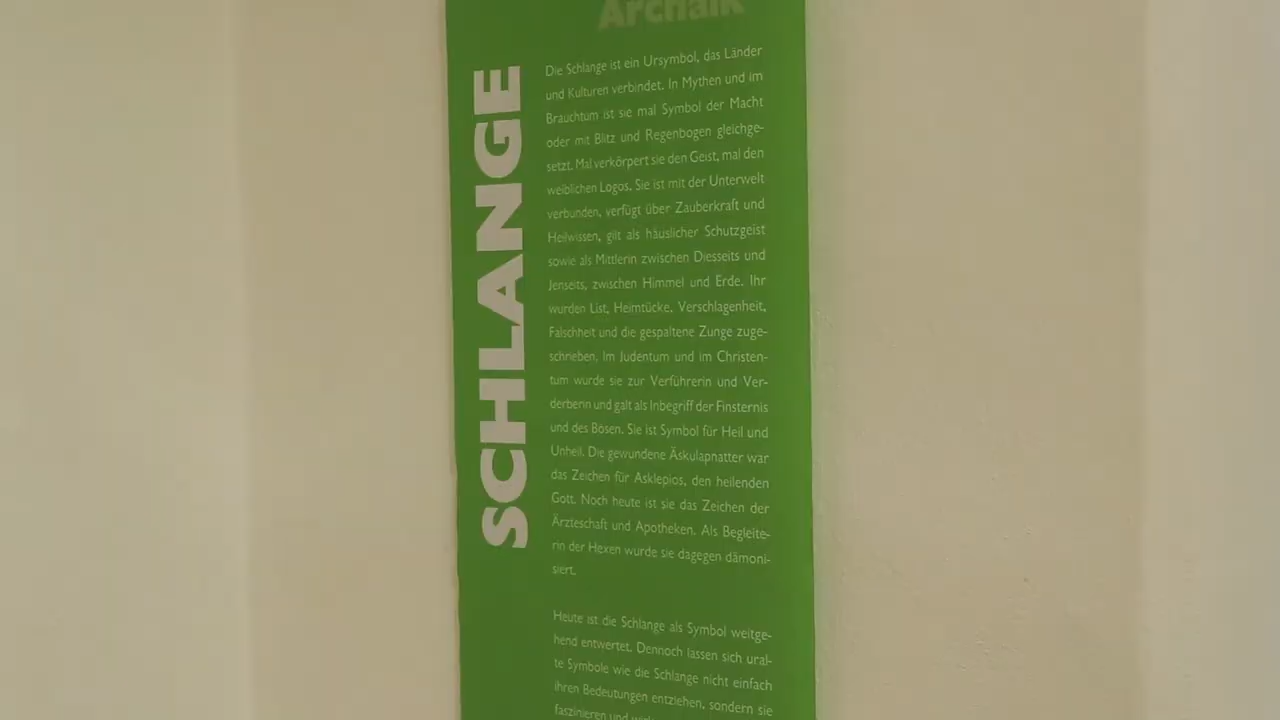 Archaik
SCHLANGE
Die Schlange ist ein Ursymbol, das Länder
und Kulturen verbindet. In Mythen und im
Brauchtum ist sie mal Symbol der Macht
oder mit Blitz und Regenbogen gleichge-
setzt. Mal verkörpert sie den Geist, mal den
weiblichen Logos. Sie ist mit der Unterwelt
verbunden, verfügt über Zauberkraft und
Heilwissen, gilt als häuslicher Schutzgeist
sowie als Mittlerin zwischen Diesseits und
Jenseits, zwischen Himmel und Erde. Ihr
wurden List, Heimtücke, Verschlagenheit,
Falschheit und die gespaltene Zunge zuge-
schrieben. Im Judentum und im Christen-
tum wurde sie zur Verführerin und Ver-
derberin und galt als Inbegriff der Finsternis
und des Bösen. Sie ist Symbol für Heil und
Unheil. Die gewundene Äskulapnatter war
das Zeichen für Asklepios, den heilenden
Gott. Noch heute ist sie das Zeichen der
Ärzteschaft und Apotheken. Als Begleite-
rin der Hexen wurde sie dagegen dämoni-
siert.
Heute ist die Schlange als Symbol weitge-
hend entwertet. Dennoch lassen sich ural-
te Symbole wie die Schlange nicht einfach
ihren Bedeutungen entziehen, sondern sie
faszinieren und